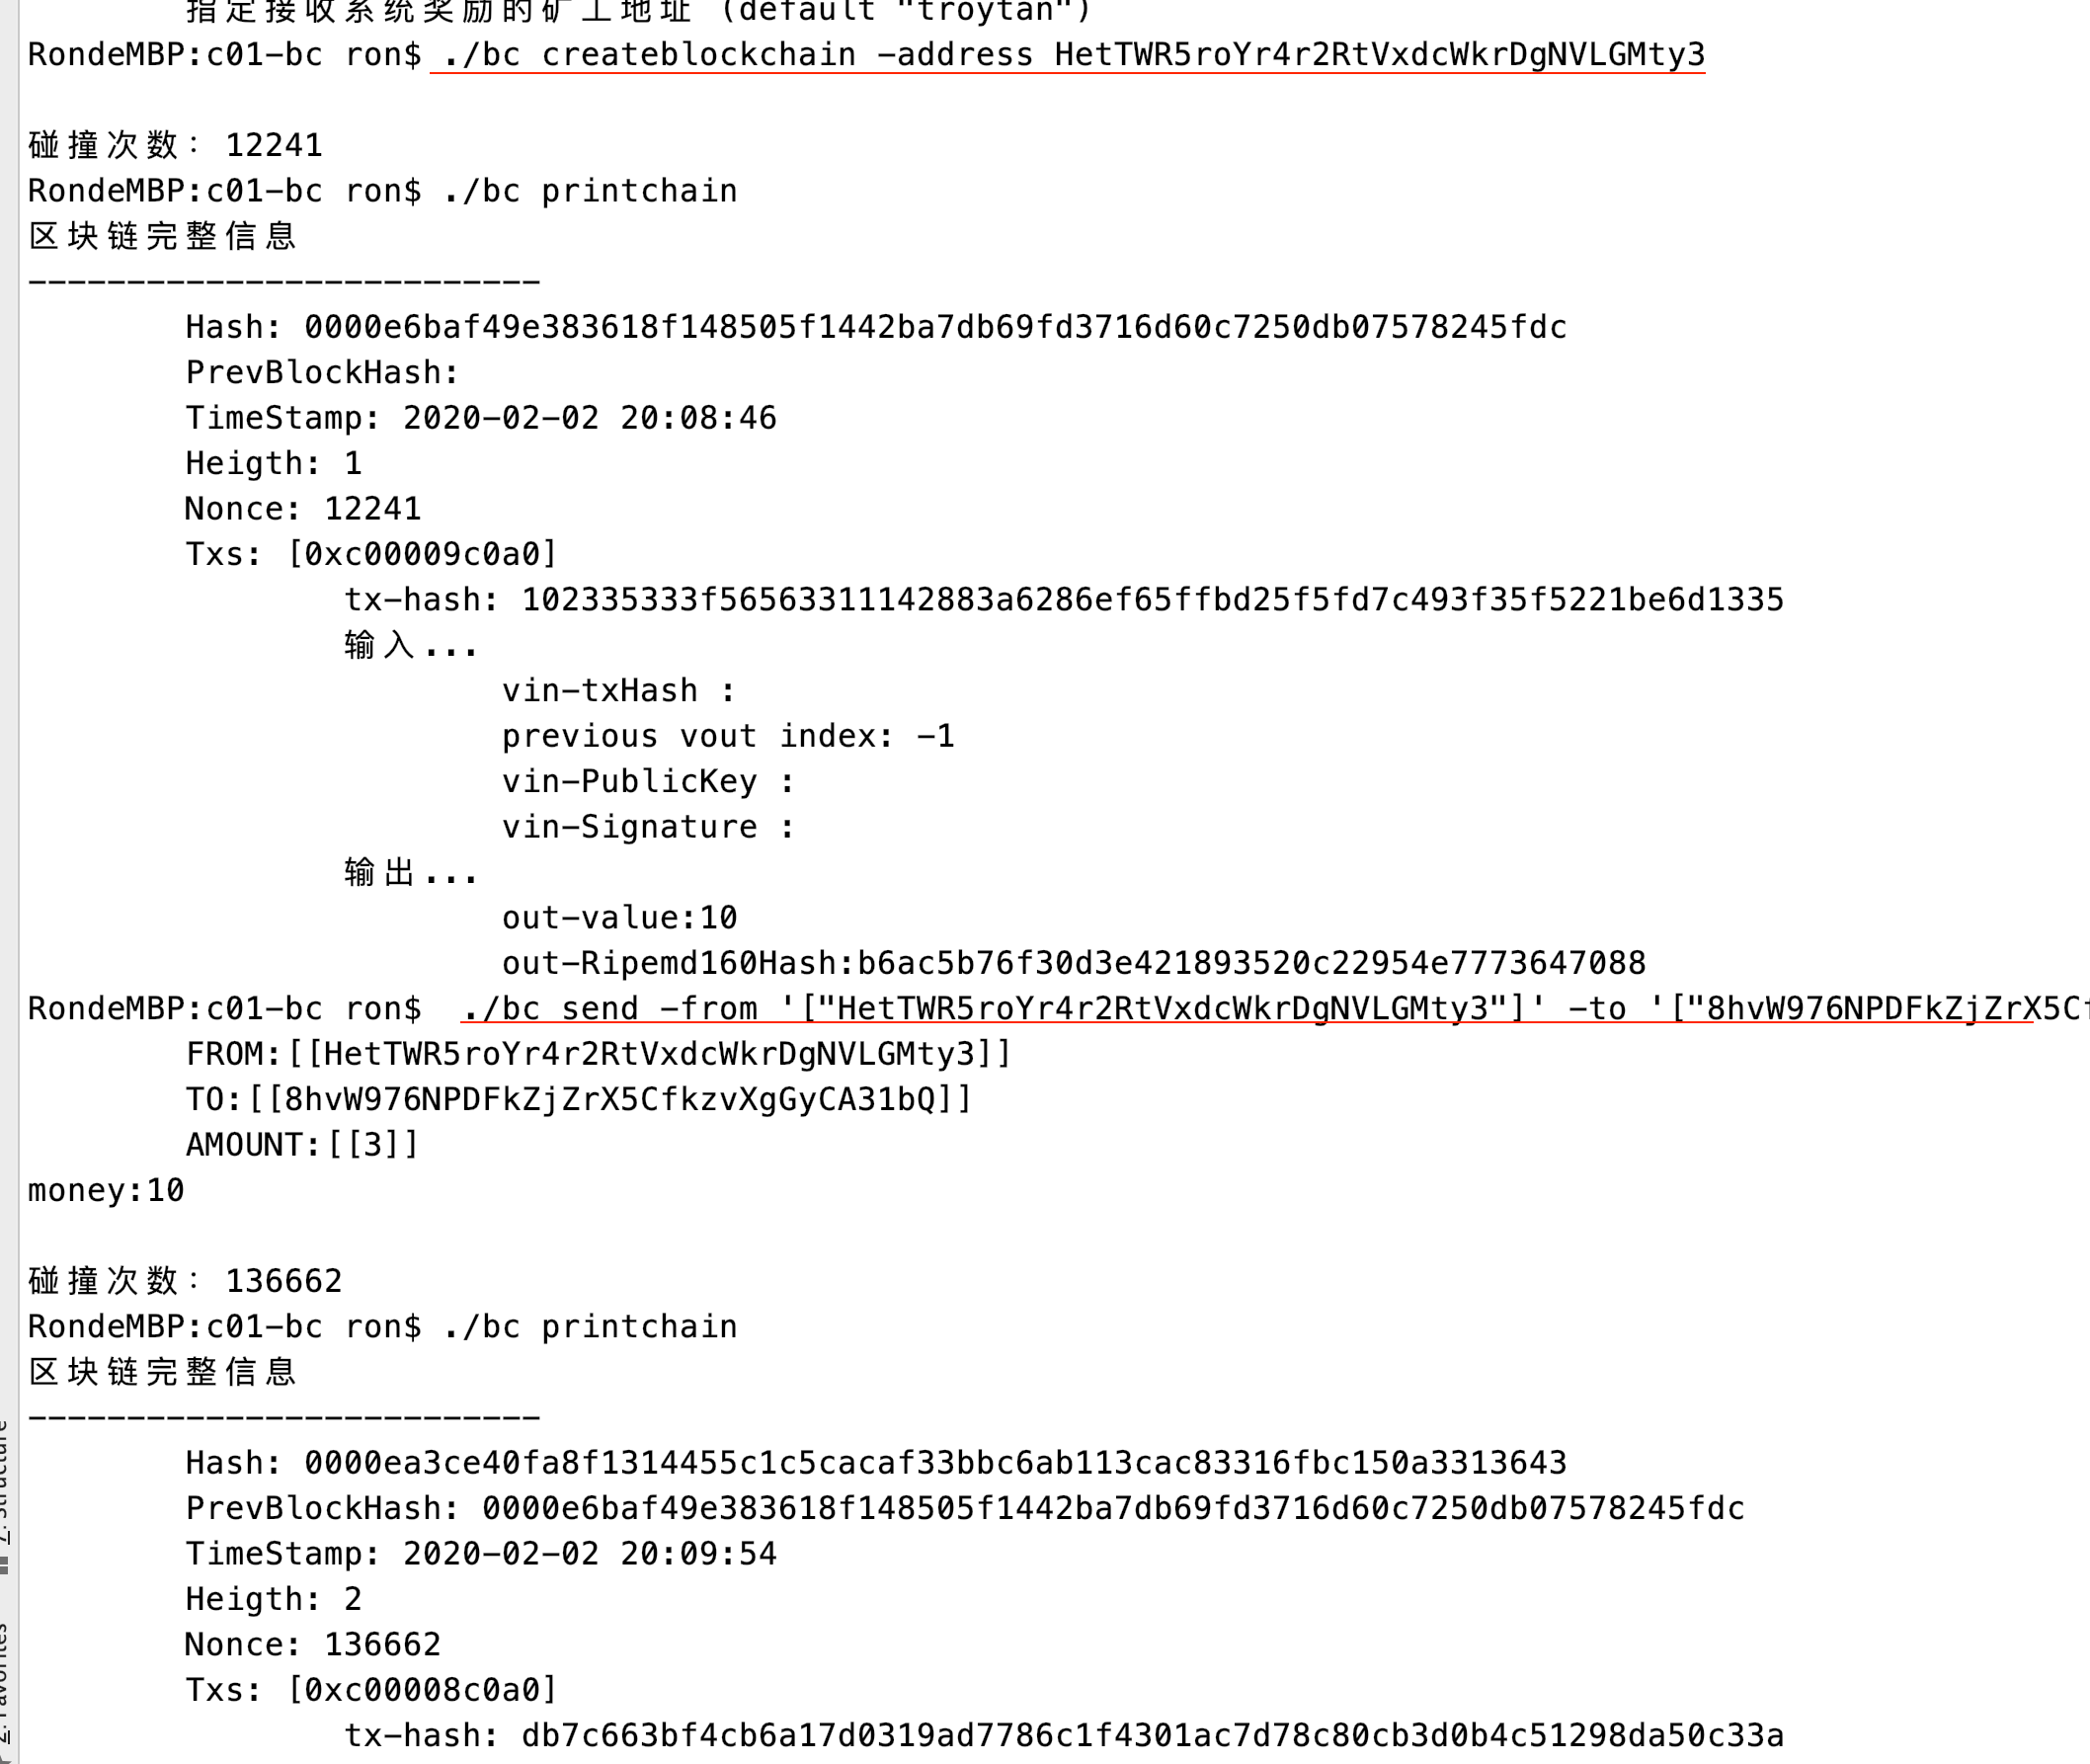 指定接收系统奖励的矿工地址 (default "troytan")
RondeMBP:c01-bc ron$ ./bc createblockchain -address HetTWR5roYr4r2RtVxdcWkrDgNVLGMty3
碰撞次数: 12241
RondeMBP:c01-bc ron$ ./bc printchain
区块链完整信息
--------------------------
Hash: 0000e6baf49e383618f148505f1442ba7db69fd3716d60c7250db07578245fdc
PrevBlockHash:
TimeStamp: 2020-02-02 20:08:46
Heigth: 1
Nonce: 12241
Txs: [0xc00009c0a0]
tx-hash: 102335333f56563311142883a6286ef65ffbd25f5fd7c493f35f5221be6d1335
输入...
vin-txHash :
previous vout index: -1
vin-PublicKey :
vin-Signature :
输出...
out-value:10
out-Ripemd160Hash:b6ac5b76f30d3e421893520c22954e7773647088
RondeMBP:c01-bc ron$  ./bc send -from '["HetTWR5roYr4r2RtVxdcWkrDgNVLGMty3"]' -to '["8hvW976NPDFkZjZrX5Cf
FROM:[[HetTWR5roYr4r2RtVxdcWkrDgNVLGMty3]]
TO:[[8hvW976NPDFkZjZrX5CfkzvXgGyCA31bQ]]
AMOUNT:[[3]]
money:10
碰撞次数: 136662
RondeMBP:c01-bc ron$ ./bc printchain
区块链完整信息
--------------------------
Hash: 0000ea3ce40fa8f1314455c1c5cacaf33bbc6ab113cac83316fbc150a3313643
PrevBlockHash: 0000e6baf49e383618f148505f1442ba7db69fd3716d60c7250db07578245fdc
TimeStamp: 2020-02-02 20:09:54
Heigth: 2
Nonce: 136662
Txs: [0xc00008c0a0]
tx-hash: db7c663bf4cb6a17d0319ad7786c1f4301ac7d78c80cb3d0b4c51298da50c33a
7: Structure
2: Favorites